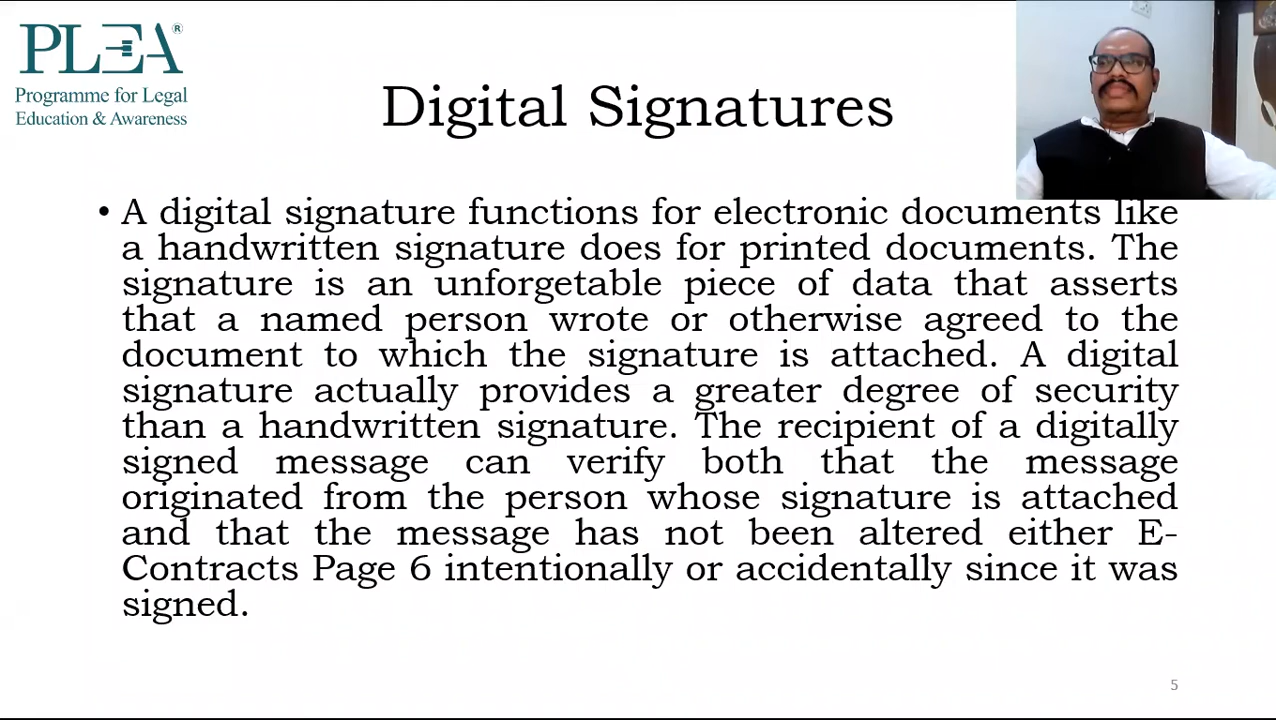 PLEA®
Programme for Legal
Education & Awareness
Digital Signatures
• A digital signature functions for electronic documents like
a handwritten signature does for printed documents. The
signature is an unforgetable piece of data that asserts
that a named person wrote or otherwise agreed to the
document to which the signature is attached. A digital
signature actually provides a greater degree of security
than a handwritten signature. The recipient of a digitally
signed message can verify both that the message
originated from the person whose signature is attached
and that the message has not been altered either E-
Contracts Page 6 intentionally or accidentally since it was
signed.
5